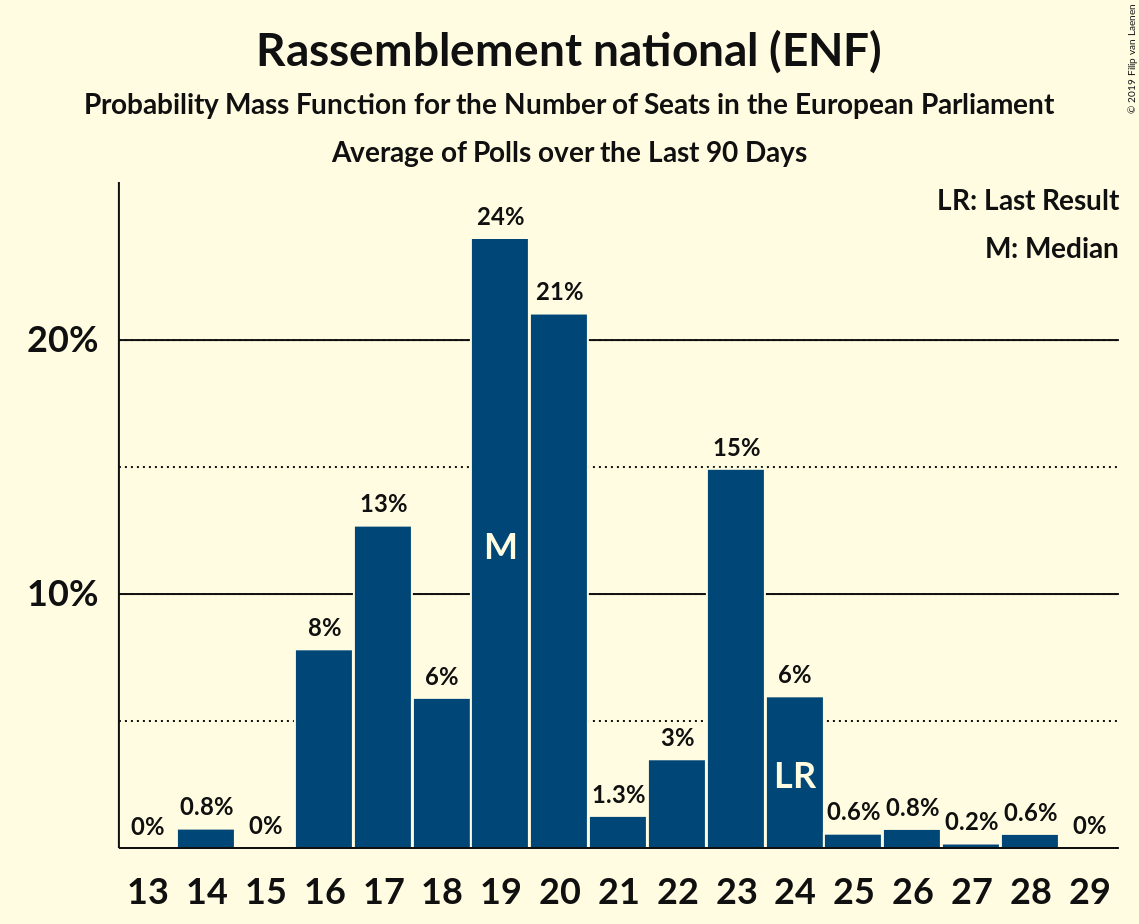 Rassemblement national (ENF)
Probability Mass Function for the Number of Seats in the European Parliament
Average of Polls over the Last 90 Days
© 2019 Filip van Laenen
LR: Last Result
M: Median
20%
10%
0% 0.8% 0% 8% 13% 6% 24% 21% 1.3% 3% 15% 6% 0.6% 0.8% 0.2% 0.6% 0%
M
LR
13 14 15 16 17 18 19 20 21 22 23 24 25 26 27 28 29